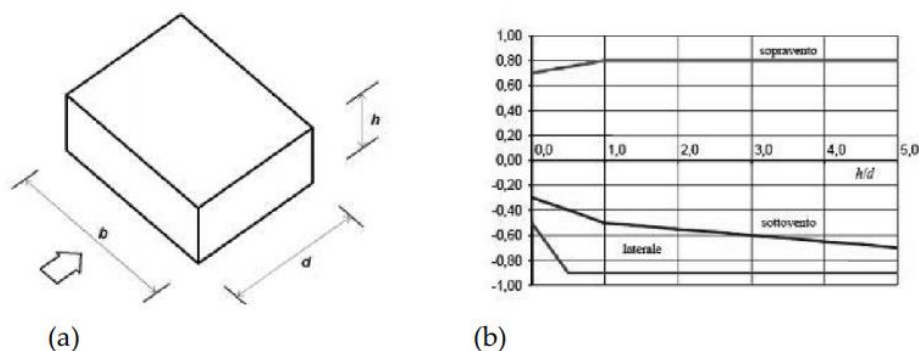 h
b
d
(a)
1,00
0,80
0,60
0,40
0,20
0,00
-0,20
-0,40
-0,60
-0,80
-1,00
sopravento
0,0 1,0 2,0 3,0 4,0 5,0
h/d
sottovento
laterale
(b)